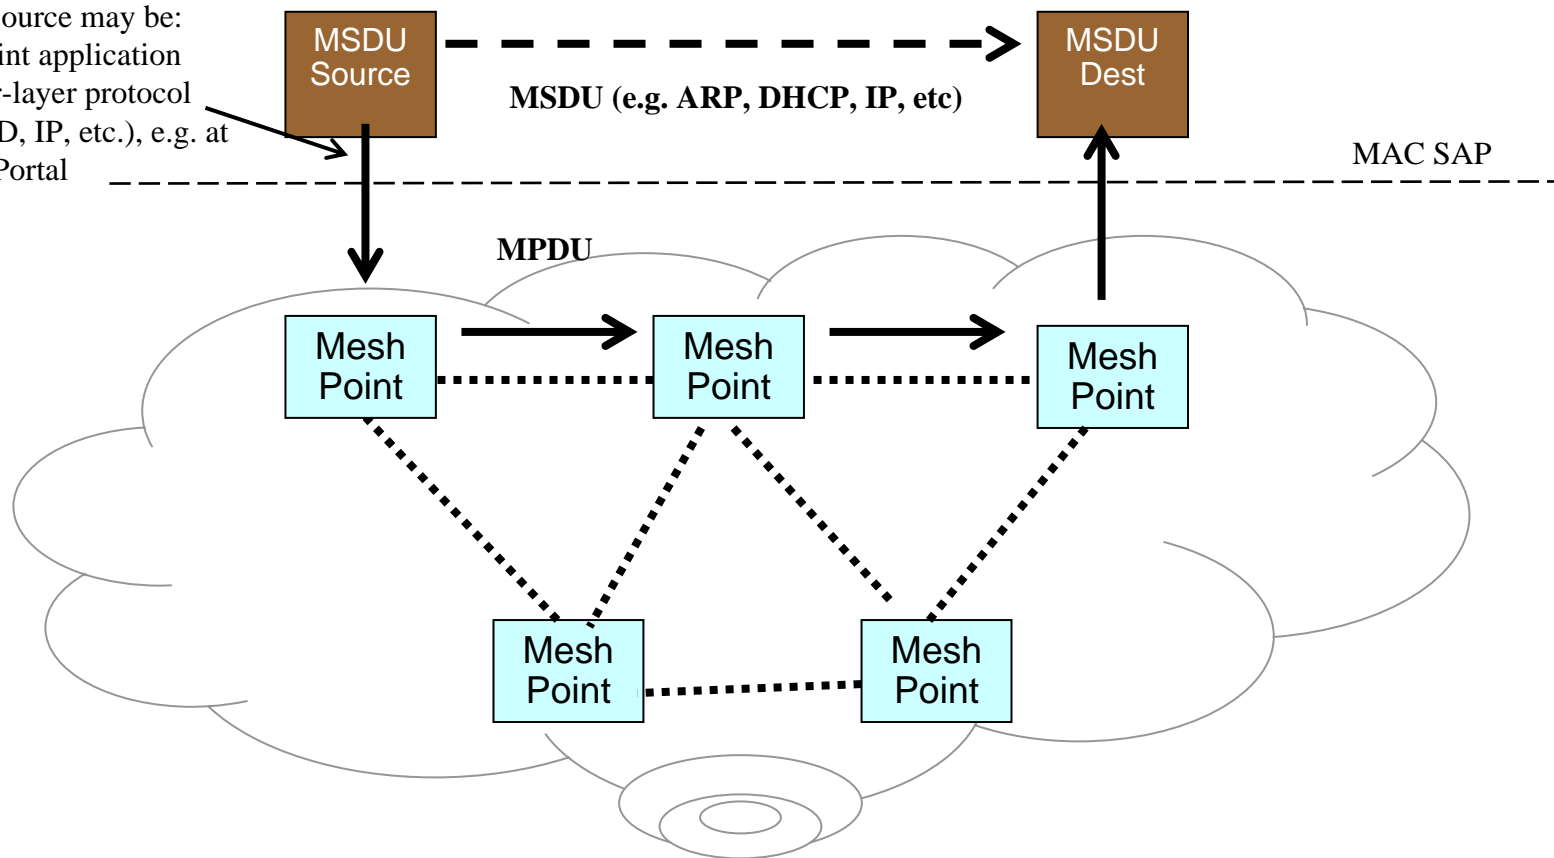 ource may be:
int application
r-layer protocol
D, IP, etc.), e.g. at
Portal
MSDU
Source
MSDU (e.g. ARP, DHCP, IP, etc)
MSDU
Dest
MAC SAP
MPDU
Mesh
Point
Mesh
Point
Mesh
Point
Mesh
Point
Mesh
Point